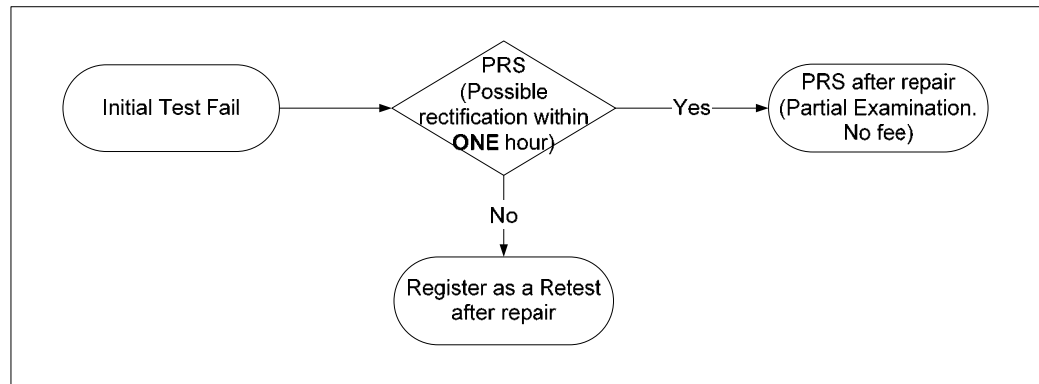 Initial Test Fail
PRS
(Possible
rectification within
ONE hour)
Yes
PRS after repair
(Partial Examination.
No fee)
No
Register as a Retest
after repair